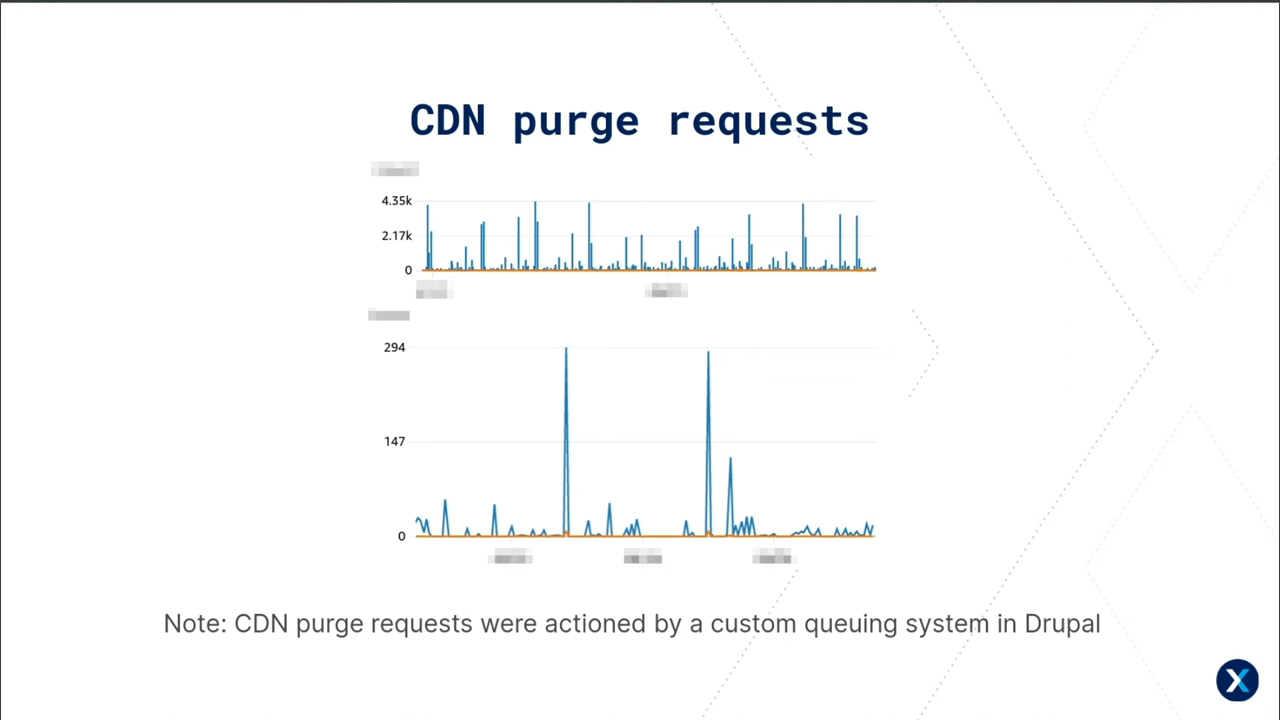 CDN purge requests
4.35k
2.17k
0
294
147
0
Note: CDN purge requests were actioned by a custom queuing system in Drupal
X